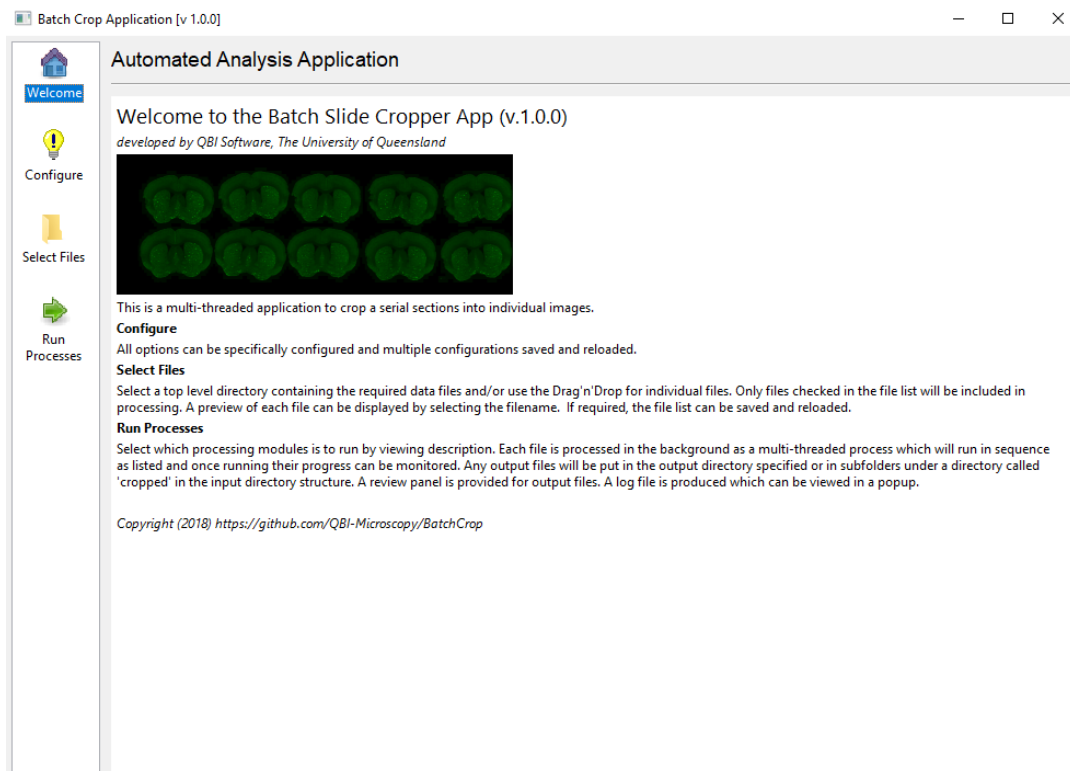 Batch Crop Application [v 1.0.0]
Welcome
Configure
Select Files
Run
Processes
Automated Analysis Application
Welcome to the Batch Slide Cropper App (v.1.0.0)
developed by QBI Software, The University of Queensland
This is a multi-threaded application to crop a serial sections into individual images.
Configure
All options can be specifically configured and multiple configurations saved and reloaded.
Select Files
Select a top level directory containing the required data files and/or use the Drag'n'Drop for individual files. Only files checked in the file list will be included in
processing. A preview of each file can be displayed by selecting the filename.  If required, the file list can be saved and reloaded.
Run Processes
Select which processing modules is to run by viewing description. Each file is processed in the background as a multi-threaded process which will run in sequence
as listed and once running their progress can be monitored. Any output files will be put in the output directory specified or in subfolders under a directory called
'cropped' in the input directory structure. A review panel is provided for output files. A log file is produced which can be viewed in a popup.
Copyright (2018) https://github.com/QBI-Microscopy/BatchCrop